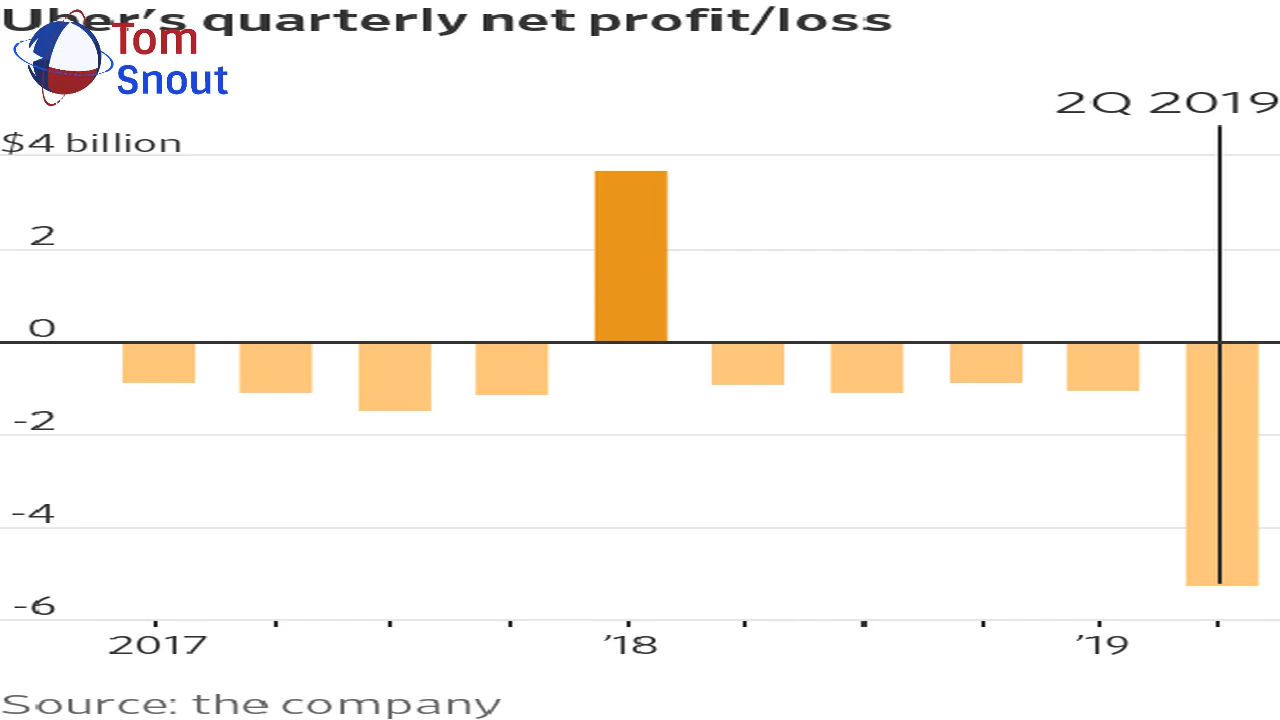 Uber's quarterly net profit/loss
Tom
Snout
2Q 2019
$4 billion
2
0
-2
-4
-6
2017 '18 '19
Source: the company